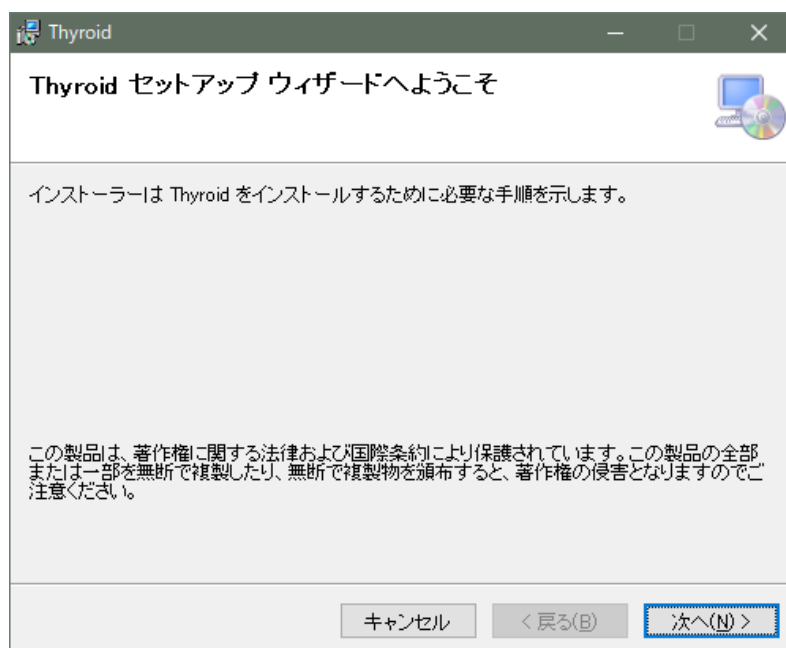 Thyroid
Thyroid セットアップ ウィザードへようこそ
インストーラーは Thyroid をインストールするために必要な手順を示します。
この製品は、著作権に関する法律および国際条約により保護されています。この製品の全部
または一部を無断で複製したり、無断で複製物を頒布すると、著作権の侵害となりますのでご
注意ください。
キャンセル
< 戻る(B)
次へ(N) >